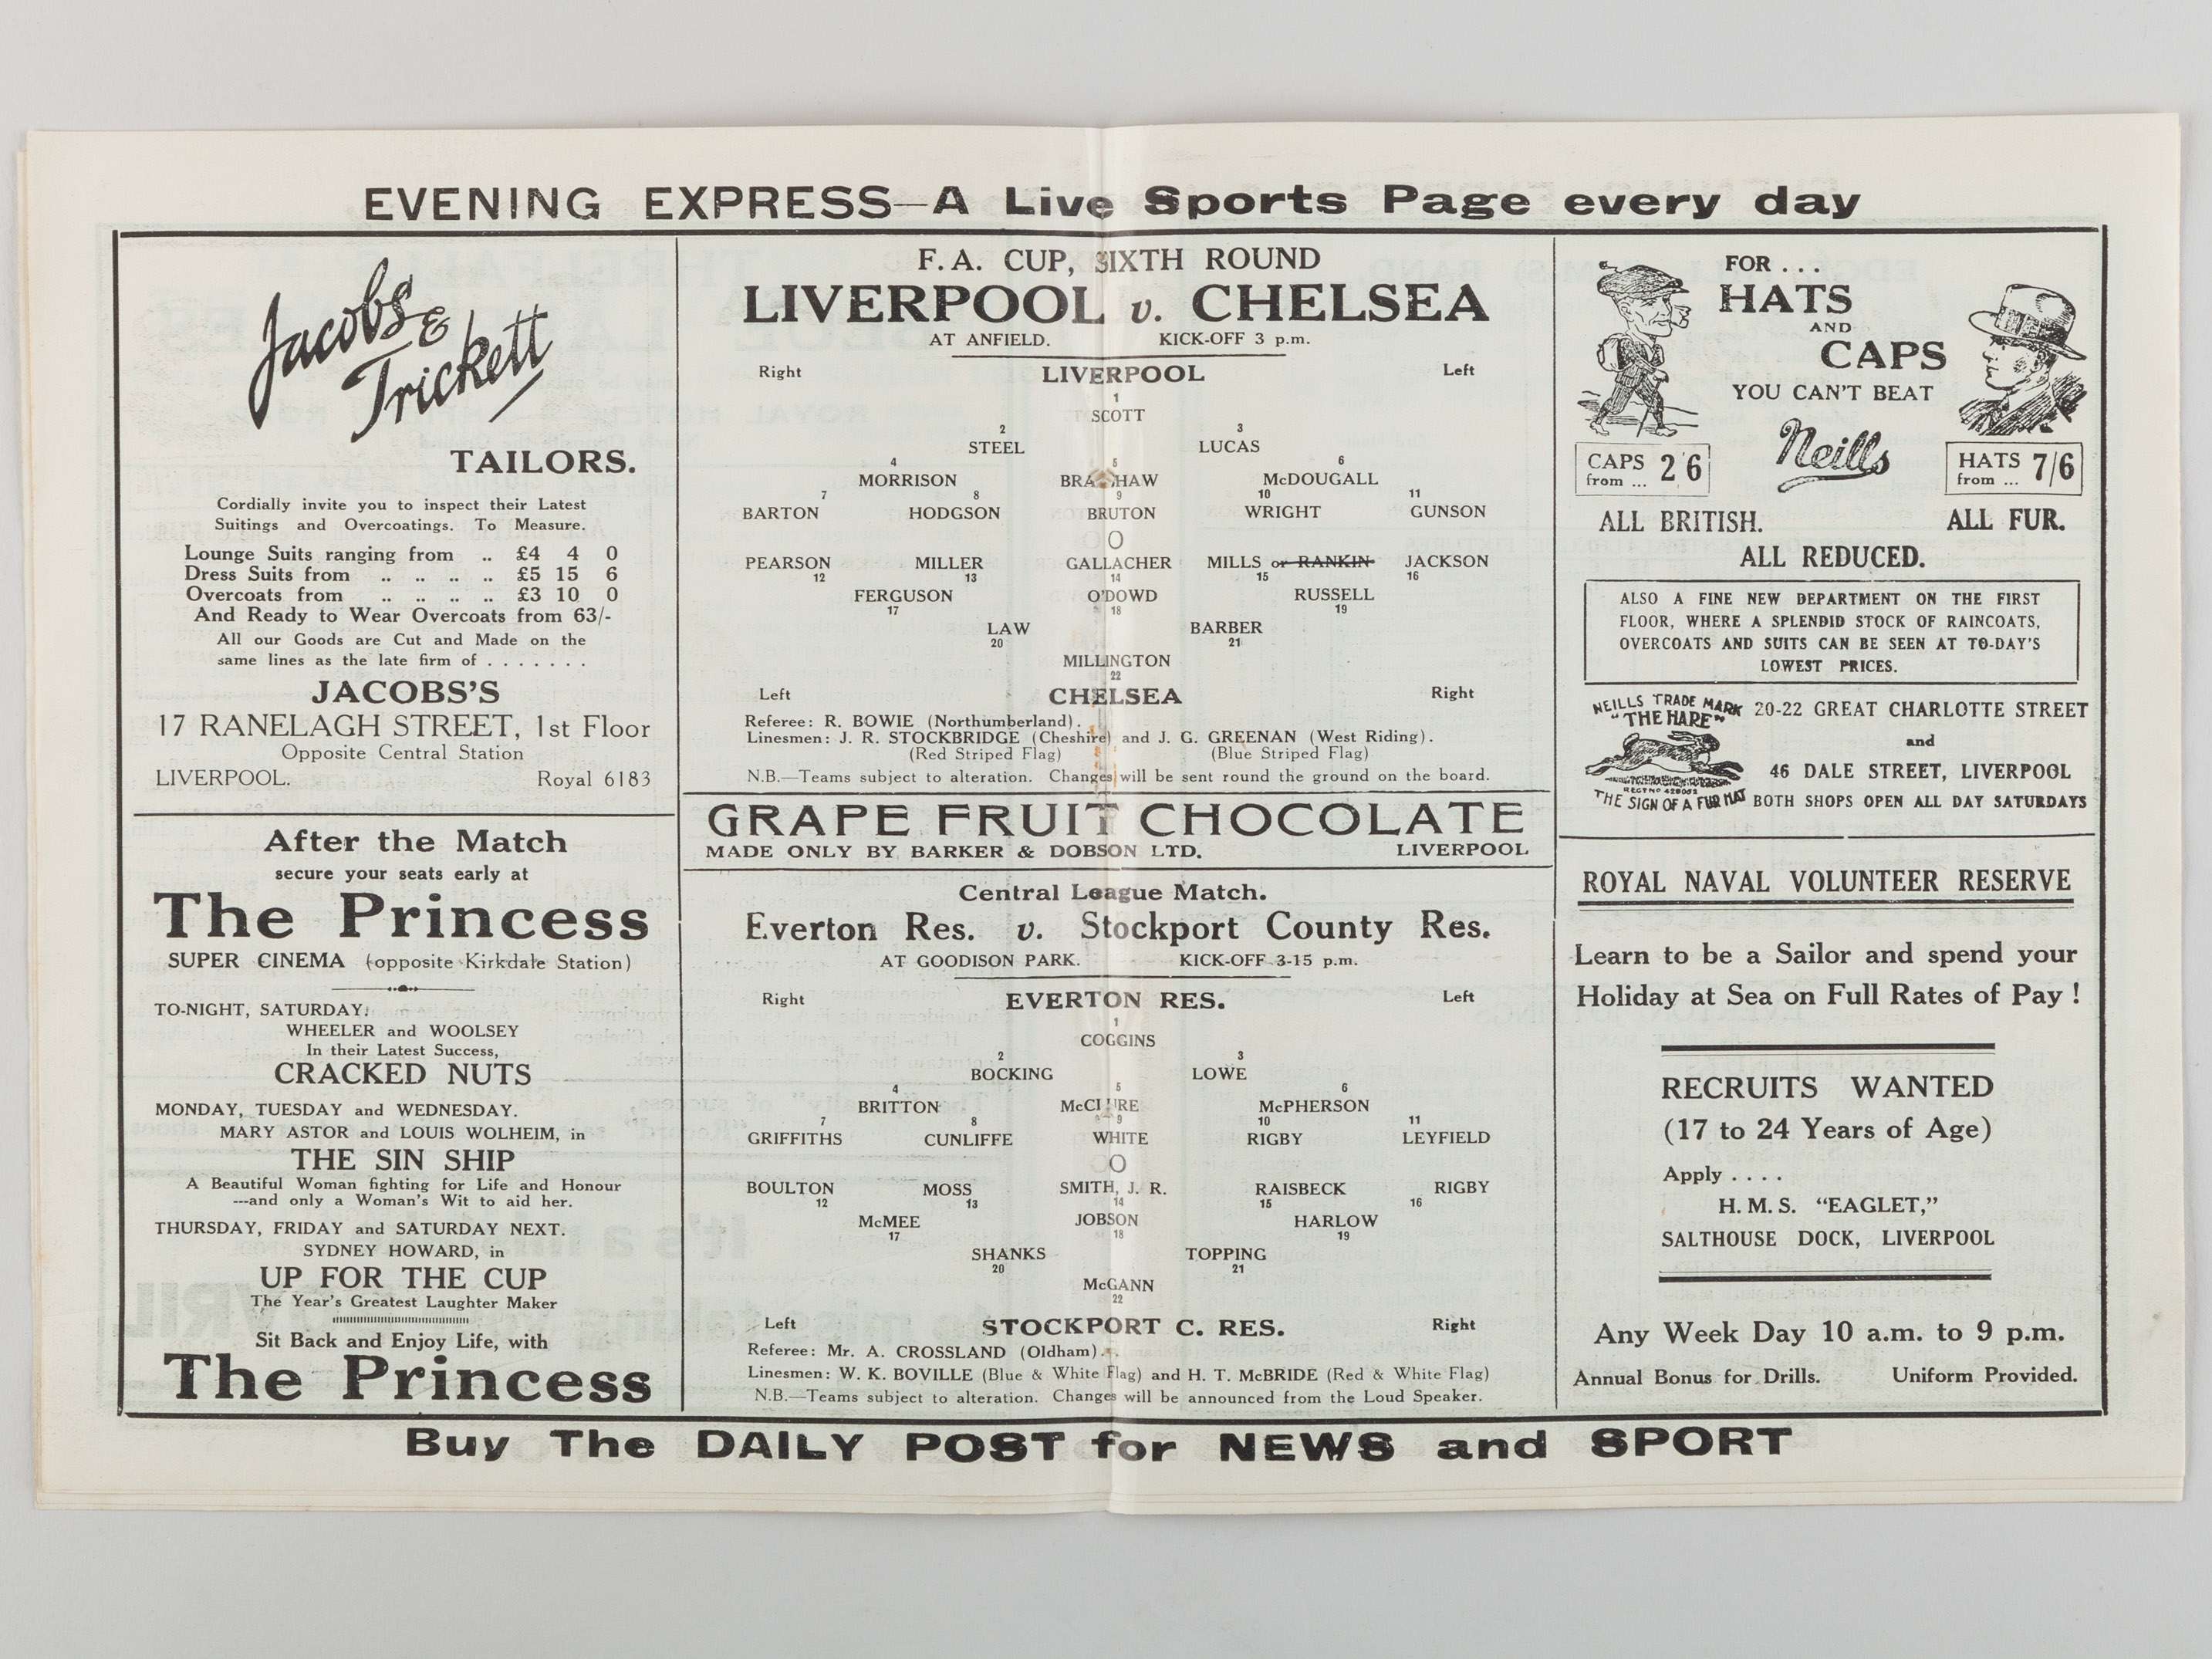 EVENING EXPRESS—A Live Sports Page every day
Jacobs &
Trickett
TAILORS.
Cordially invite you to inspect their Latest
Suitings and Overcoatings. To Measure.
Lounge Suits ranging from .. £4 4 0
Dress Suits from .. .. .. .. £5 15 6
Overcoats from .. .. .. .. £3 10 0
And Ready to Wear Overcoats from 63/-
All our Goods are Cut and Made on the
same lines as the late firm of . . . . . . .
JACOBS'S
17 RANELAGH STREET, 1st Floor
Opposite Central Station
LIVERPOOL. Royal 6183
After the Match
secure your seats early at
The Princess
SUPER CINEMA (opposite Kirkdale Station)
TO-NIGHT, SATURDAY.
WHEELER and WOOLSEY
In their Latest Success,
CRACKED NUTS
MONDAY, TUESDAY and WEDNESDAY.
MARY ASTOR and LOUIS WOLHEIM, in
THE SIN SHIP
A Beautiful Woman fighting for Life and Honour
---and only a Woman's Wit to aid her.
THURSDAY, FRIDAY and SATURDAY NEXT.
SYDNEY HOWARD, in
UP FOR THE CUP
The Year's Greatest Laughter Maker
Sit Back and Enjoy Life, with
The Princess
F. A. CUP, SIXTH ROUND
LIVERPOOL v. CHELSEA
AT ANFIELD. KICK-OFF 3 p.m.
Right LIVERPOOL Left
1
SCOTT
2 3
STEEL LUCAS
4 5 6
MORRISON BRADSHAW McDOUGALL
7 8 9 10 11
BARTON HODGSON BRUTON WRIGHT GUNSON
O
PEARSON MILLER GALLACHER MILLS or RANKIN JACKSON
12 13 14 15 16
FERGUSON O'DOWD RUSSELL
17 18 19
LAW BARBER
20 21
MILLINGTON
22
Left CHELSEA Right
Referee: R. BOWIE (Northumberland).
Linesmen: J. R. STOCKBRIDGE (Cheshire) and J. G. GREENAN (West Riding).
(Red Striped Flag) (Blue Striped Flag)
N.B.—Teams subject to alteration. Changes will be sent round the ground on the board.
GRAPE FRUIT CHOCOLATE
MADE ONLY BY BARKER & DOBSON LTD. LIVERPOOL
Central League Match.
Everton Res. v. Stockport County Res.
AT GOODISON PARK. KICK-OFF 3-15 p.m.
Right EVERTON RES. Left
1
COGGINS
2 3
BOCKING LOWE
4 5 6
BRITTON McCLURE McPHERSON
7 8 9 10 11
GRIFFITHS CUNLIFFE WHITE RIGBY LEYFIELD
O
BOULTON MOSS SMITH, J. R. RAISBECK RIGBY
12 13 14 15 16
McMEE JOBSON HARLOW
17 18 19
SHANKS TOPPING
20 21
McGANN
22
Left STOCKPORT C. RES. Right
Referee: Mr. A. CROSSLAND (Oldham).
Linesmen: W. K. BOVILLE (Blue & White Flag) and H. T. McBRIDE (Red & White Flag)
N.B.—Teams subject to alteration. Changes will be announced from the Loud Speaker.
FOR . . .
HATS
AND
CAPS
YOU CAN'T BEAT
Neills
CAPS 2/6
from ...
HATS 7/6
from ...
ALL BRITISH. ALL FUR.
ALL REDUCED.
ALSO A FINE NEW DEPARTMENT ON THE FIRST
FLOOR, WHERE A SPLENDID STOCK OF RAINCOATS,
OVERCOATS AND SUITS CAN BE SEEN AT TO-DAY'S
LOWEST PRICES.
NEILLS TRADE MARK
"THE HARE"
THE SIGN OF A FUR HAT
20-22 GREAT CHARLOTTE STREET
and
46 DALE STREET, LIVERPOOL
BOTH SHOPS OPEN ALL DAY SATURDAYS
ROYAL NAVAL VOLUNTEER RESERVE
Learn to be a Sailor and spend your
Holiday at Sea on Full Rates of Pay !
RECRUITS WANTED
(17 to 24 Years of Age)
Apply . . . .
H. M. S. "EAGLET,"
SALTHOUSE DOCK, LIVERPOOL
Any Week Day 10 a.m. to 9 p.m.
Annual Bonus for Drills. Uniform Provided.
Buy The DAILY POST for NEWS and SPORT